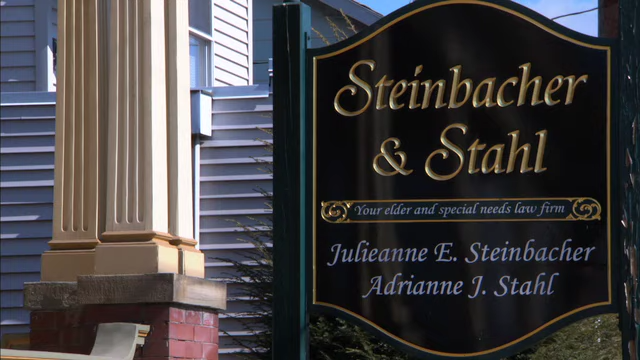 Steinbacher
& Stahl
Your elder and special needs law firm
Julieanne E. Steinbacher
Adrianne J. Stahl